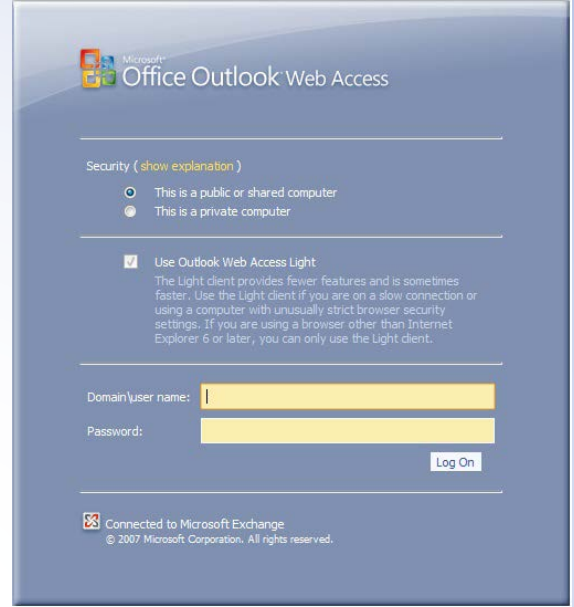 Microsoft®
Office Outlook® Web Access
Security ( show explanation )
This is a public or shared computer
This is a private computer
Use Outlook Web Access Light
The Light client provides fewer features and is sometimes
faster. Use the Light client if you are on a slow connection or
using a computer with unusually strict browser security
settings. If you are using a browser other than Internet
Explorer 6 or later, you can only use the Light client.
Domain\user name:
Password:
Log On
Connected to Microsoft Exchange
© 2007 Microsoft Corporation. All rights reserved.